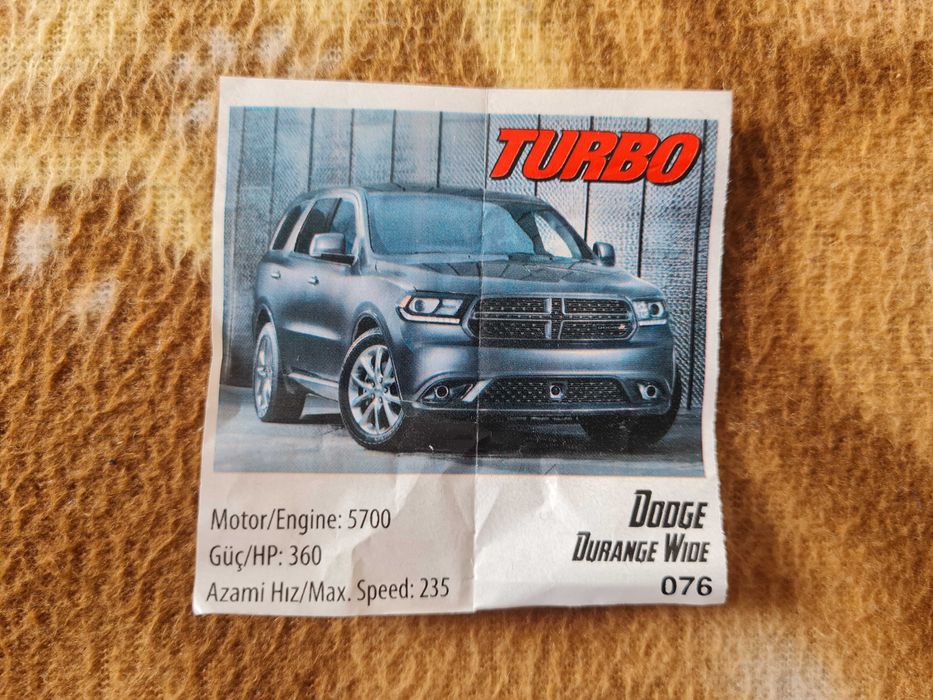 TURBO
Motor/Engine: 5700
Güç/HP: 360
Azami Hız/Max. Speed: 235
DODGE
DURANGE WIDE
076